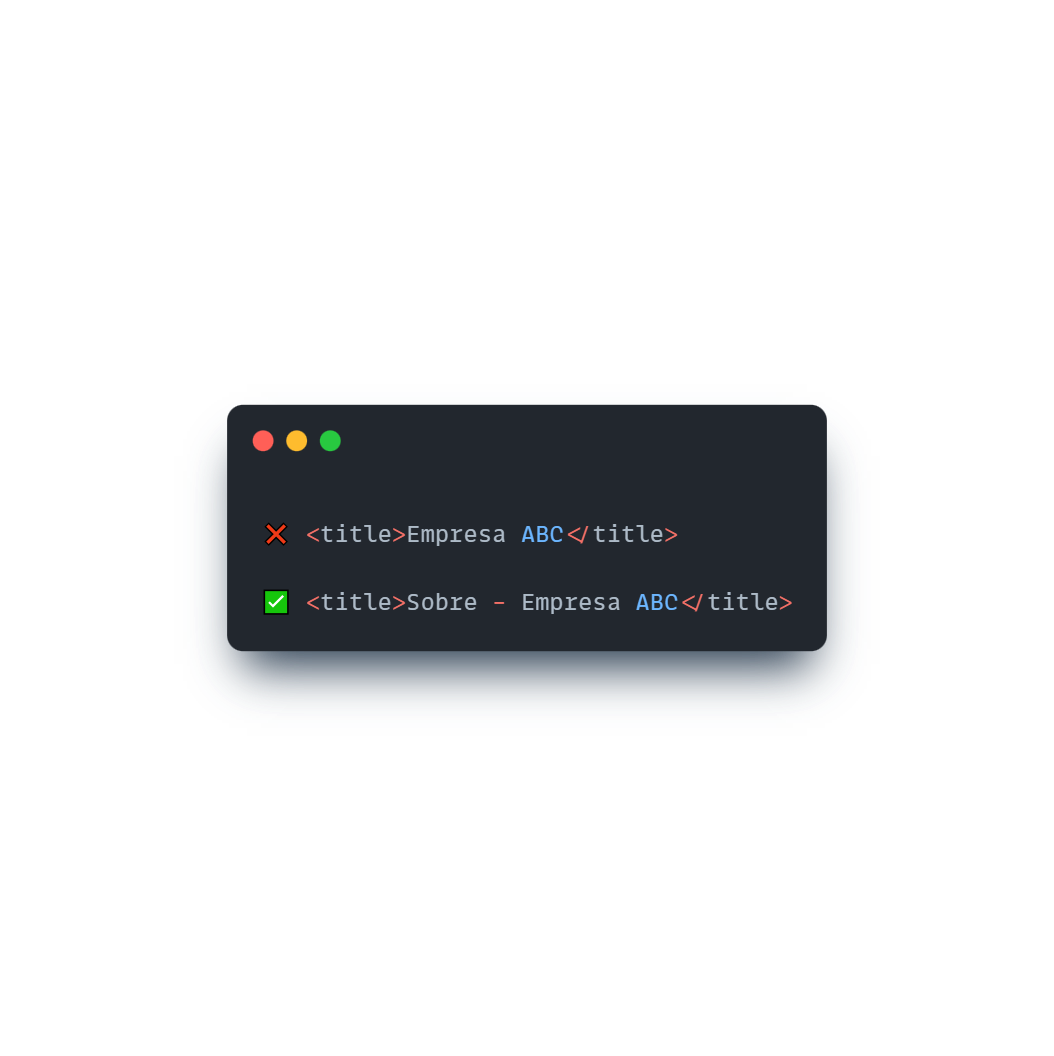 ❌ <title>Empresa ABC</title>
✅ <title>Sobre - Empresa ABC</title>